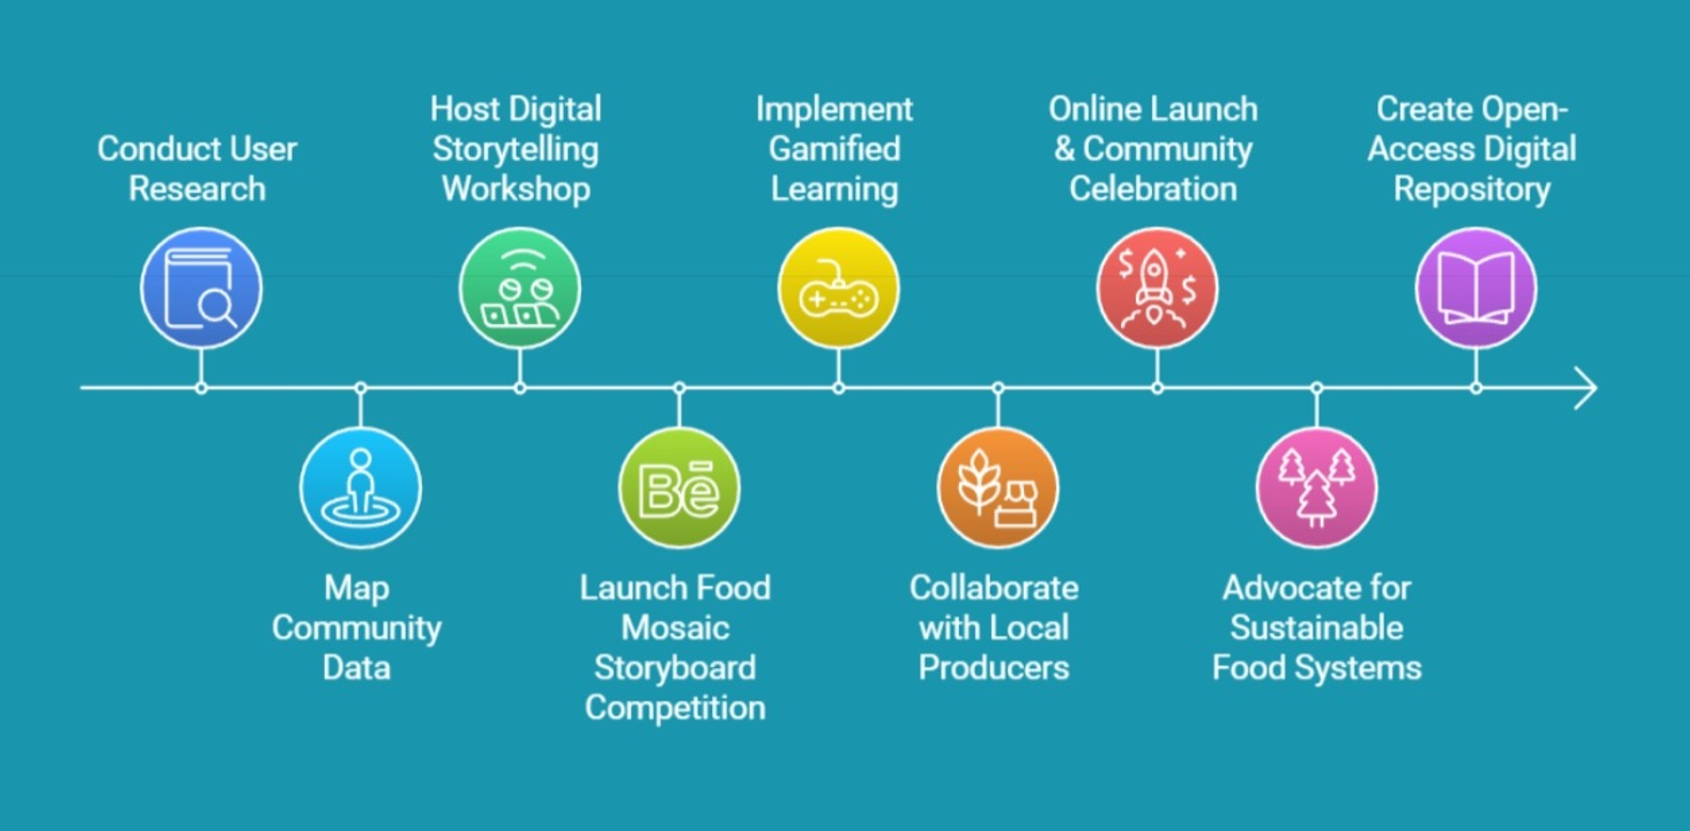 Conduct User
Research
Map
Community
Data
Host Digital
Storytelling
Workshop
Bē
Launch Food
Mosaic
Storyboard
Competition
Implement
Gamified
Learning
Collaborate
with Local
Producers
Online Launch
& Community
Celebration
$
$
Advocate for
Sustainable
Food Systems
Create Open-
Access Digital
Repository